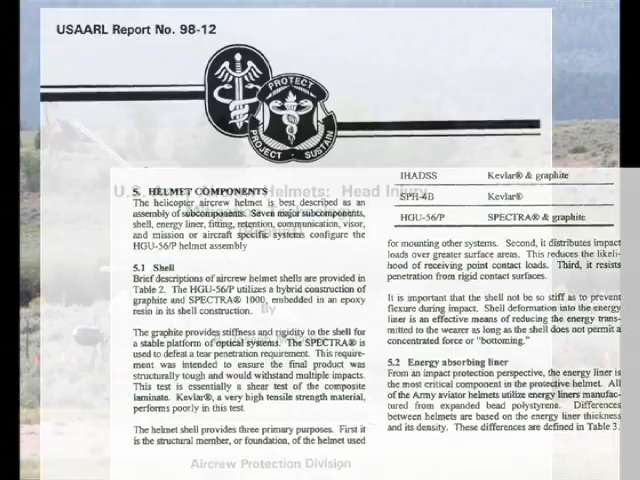 USAARL Report No. 98-12
PROTECT
PROJECT - SUSTAIN
U.S. Helmets: Head Injury
5. HELMET COMPONENTS
The helicopter aircrew helmet is best described as an
assembly of subcomponents. Seven major subcomponents,
shell, energy liner, fitting, retention, communication, visor,
and mission or aircraft specific systems configure the
HGU-56/P helmet assembly
5.1 Shell
Brief descriptions of aircrew helmet shells are provided in
Table 2. The HGU-56/P utilizes a hybrid construction of
graphite and SPECTRA® 1000, embedded in an epoxy
resin in its shell construction.
By
The graphite provides stiffness and rigidity to the shell for
a stable platform of optical systems. The SPECTRA® is
used to defeat a tear penetration requirement. This require-
ment was intended to ensure the final product was
structurally tough and would withstand multiple impacts.
This test is essentially a shear test of the composite
laminate. Kevlar®, a very high tensile strength material,
performs poorly in this test
The helmet shell provides three primary purposes. First it
is the structural member, or foundation, of the helmet used
IHADSS Kevlar® & graphite
SPH-4B Kevlar®
HGU-56/P SPECTRA® & graphite
for mounting other systems. Second, it distributes impact
loads over greater surface areas. This reduces the likeli-
hood of receiving point contact loads. Third, it resists
penetration from rigid contact surfaces.
It is important that the shell not be so stiff as to prevent
flexure during impact. Shell deformation into the energy
liner is an effective means of reducing the energy trans-
mitted to the wearer as long as the shell does not permit a
concentrated force or "bottoming."
5.2 Energy absorbing liner
From an impact protection perspective, the energy liner is
the most critical component in the protective helmet. All
of the Army aviator helmets utilize energy liners manufac-
tured from expanded bead polystyrene. Differences
between helmets are based on the energy liner thickness
and its density. These differences are defined in Table 3.
Aircrew Protection Division